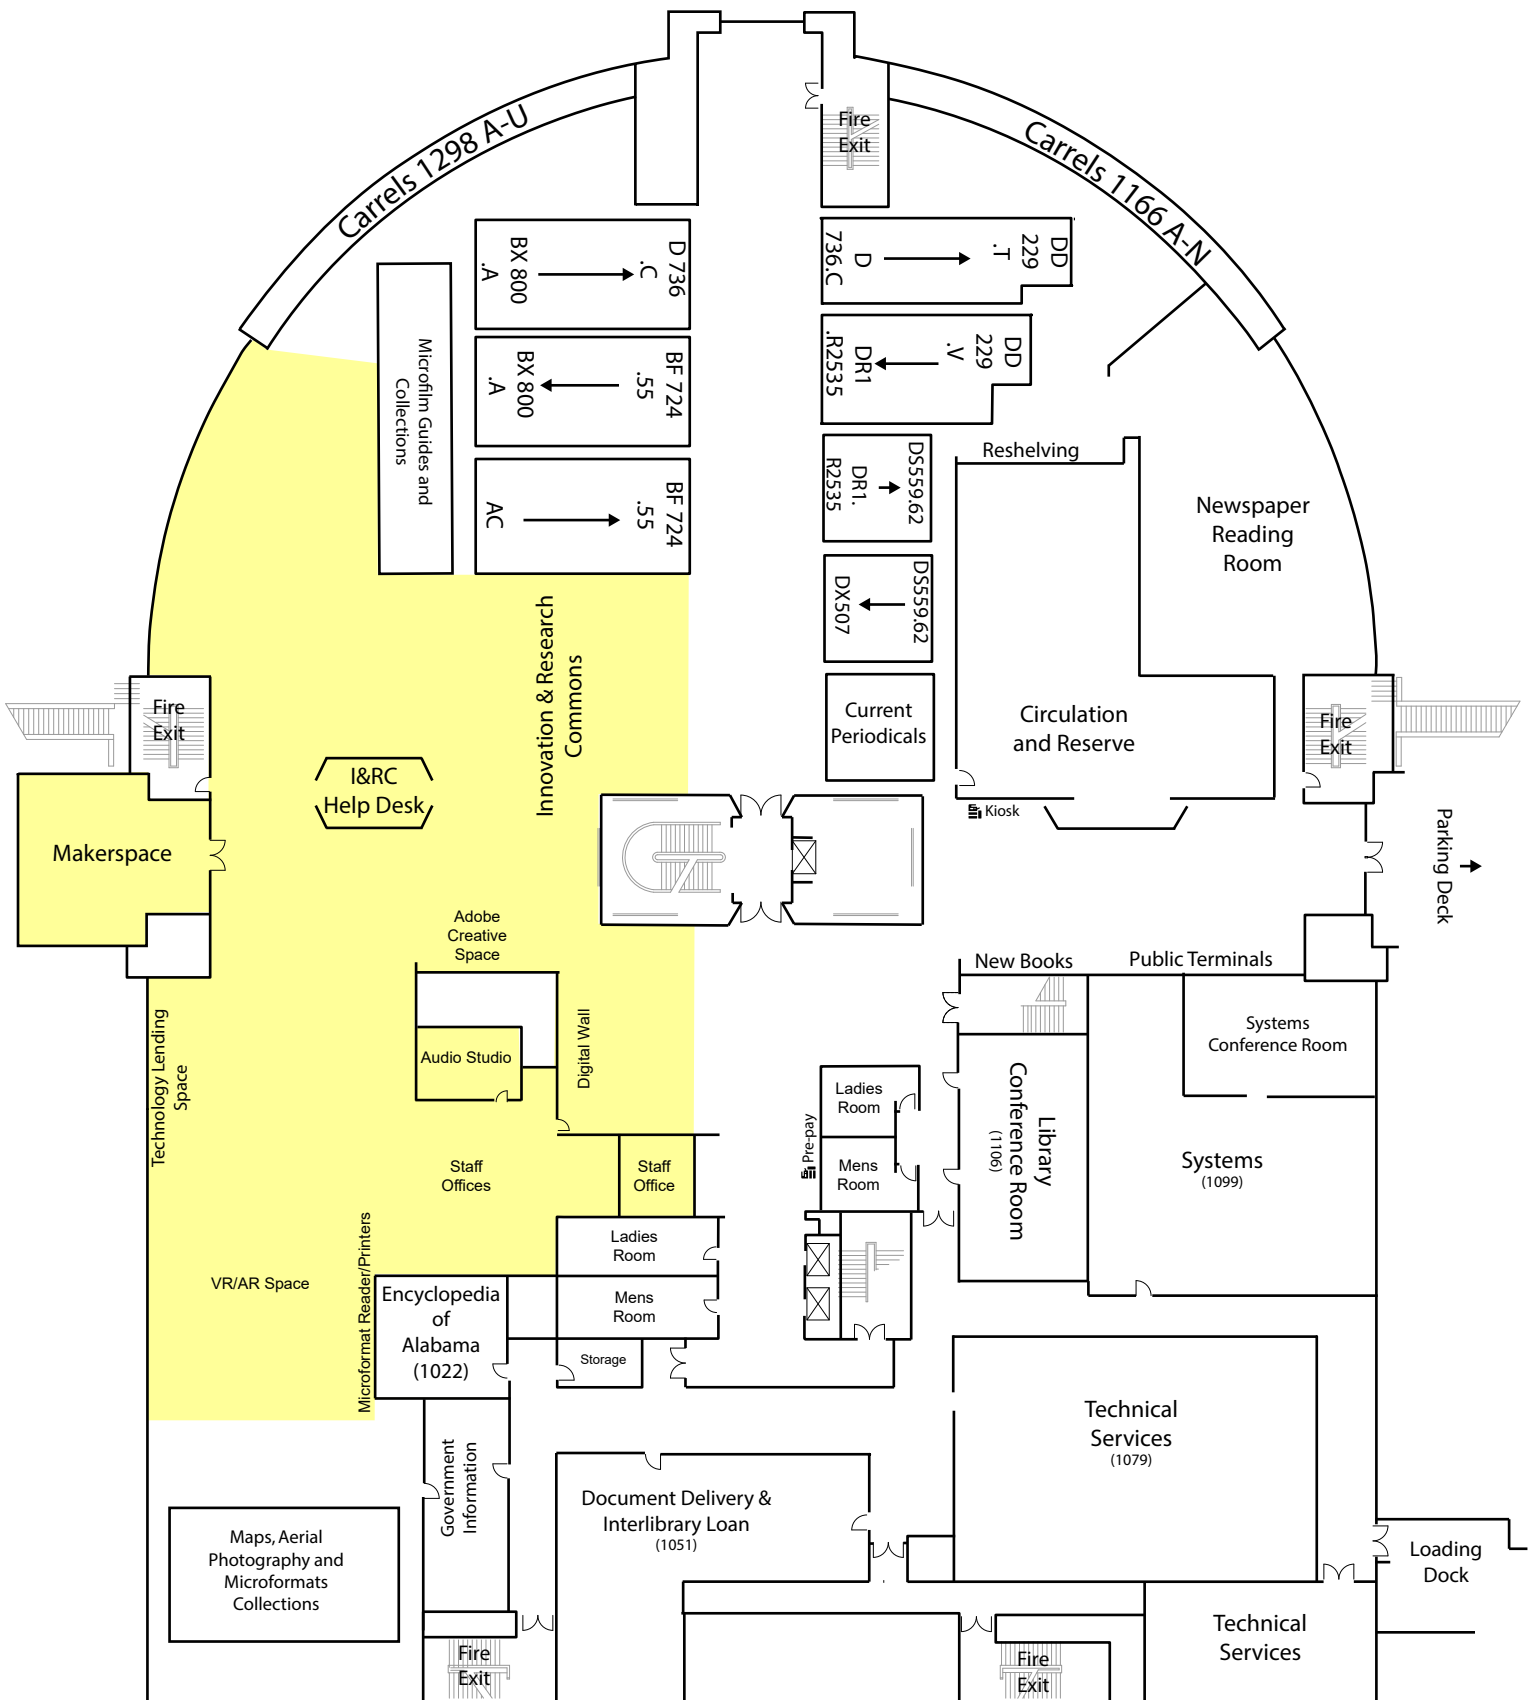 Carrels 1298 A-U
Fire
Exit
Carrels 1166 A-N
BX 800
.A
D 736
.C
D
736.C
DD
229
.T
Microfilm Guides and
Collections
BX 800
.A
BF 724
.55
DR1
.R2535
DD
229
.V
AC
BF 724
.55
DR1.
R2535
DS559.62
Reshelving
Newspaper
Reading
Room
DX507
DS559.62
Innovation & Research
Commons
Fire
Exit
Current
Periodicals
Circulation
and Reserve
Fire
Exit
I&RC
Help Desk
Kiosk
Makerspace
Parking Deck
Adobe
Creative
Space
New Books
Public Terminals
Technology Lending
Space
Audio Studio
Digital Wall
Systems
Conference Room
Ladies
Room
Library
Conference Room
(1106)
Pre-pay
Mens
Room
Systems
(1099)
Staff
Offices
Staff
Office
Ladies
Room
Microformat Reader/Printers
VR/AR Space
Encyclopedia
of
Alabama
(1022)
Mens
Room
Storage
Technical
Services
(1079)
Government
Information
Document Delivery &
Interlibrary Loan
(1051)
Maps, Aerial
Photography and
Microformats
Collections
Loading
Dock
Technical
Services
Fire
Exit
Fire
Exit